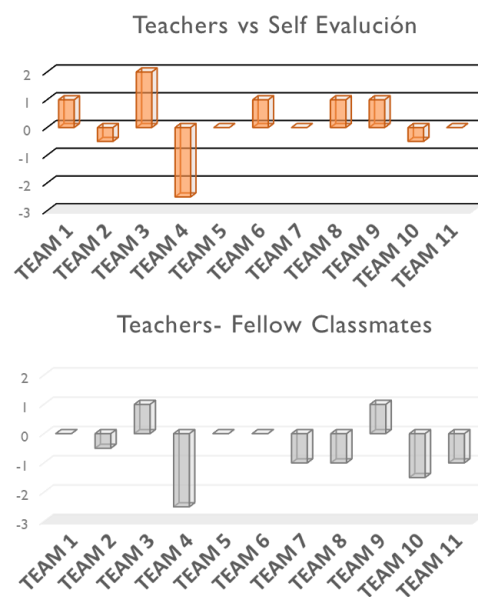 Teachers vs Self Evalución
2
1
0
-1
-2
-3
TEAM 1
TEAM 2
TEAM 3
TEAM 4
TEAM 5
TEAM 6
TEAM 7
TEAM 8
TEAM 9
TEAM 10
TEAM 11
Teachers- Fellow Classmates
2
1
0
-1
-2
-3
TEAM 1
TEAM 2
TEAM 3
TEAM 4
TEAM 5
TEAM 6
TEAM 7
TEAM 8
TEAM 9
TEAM 10
TEAM 11